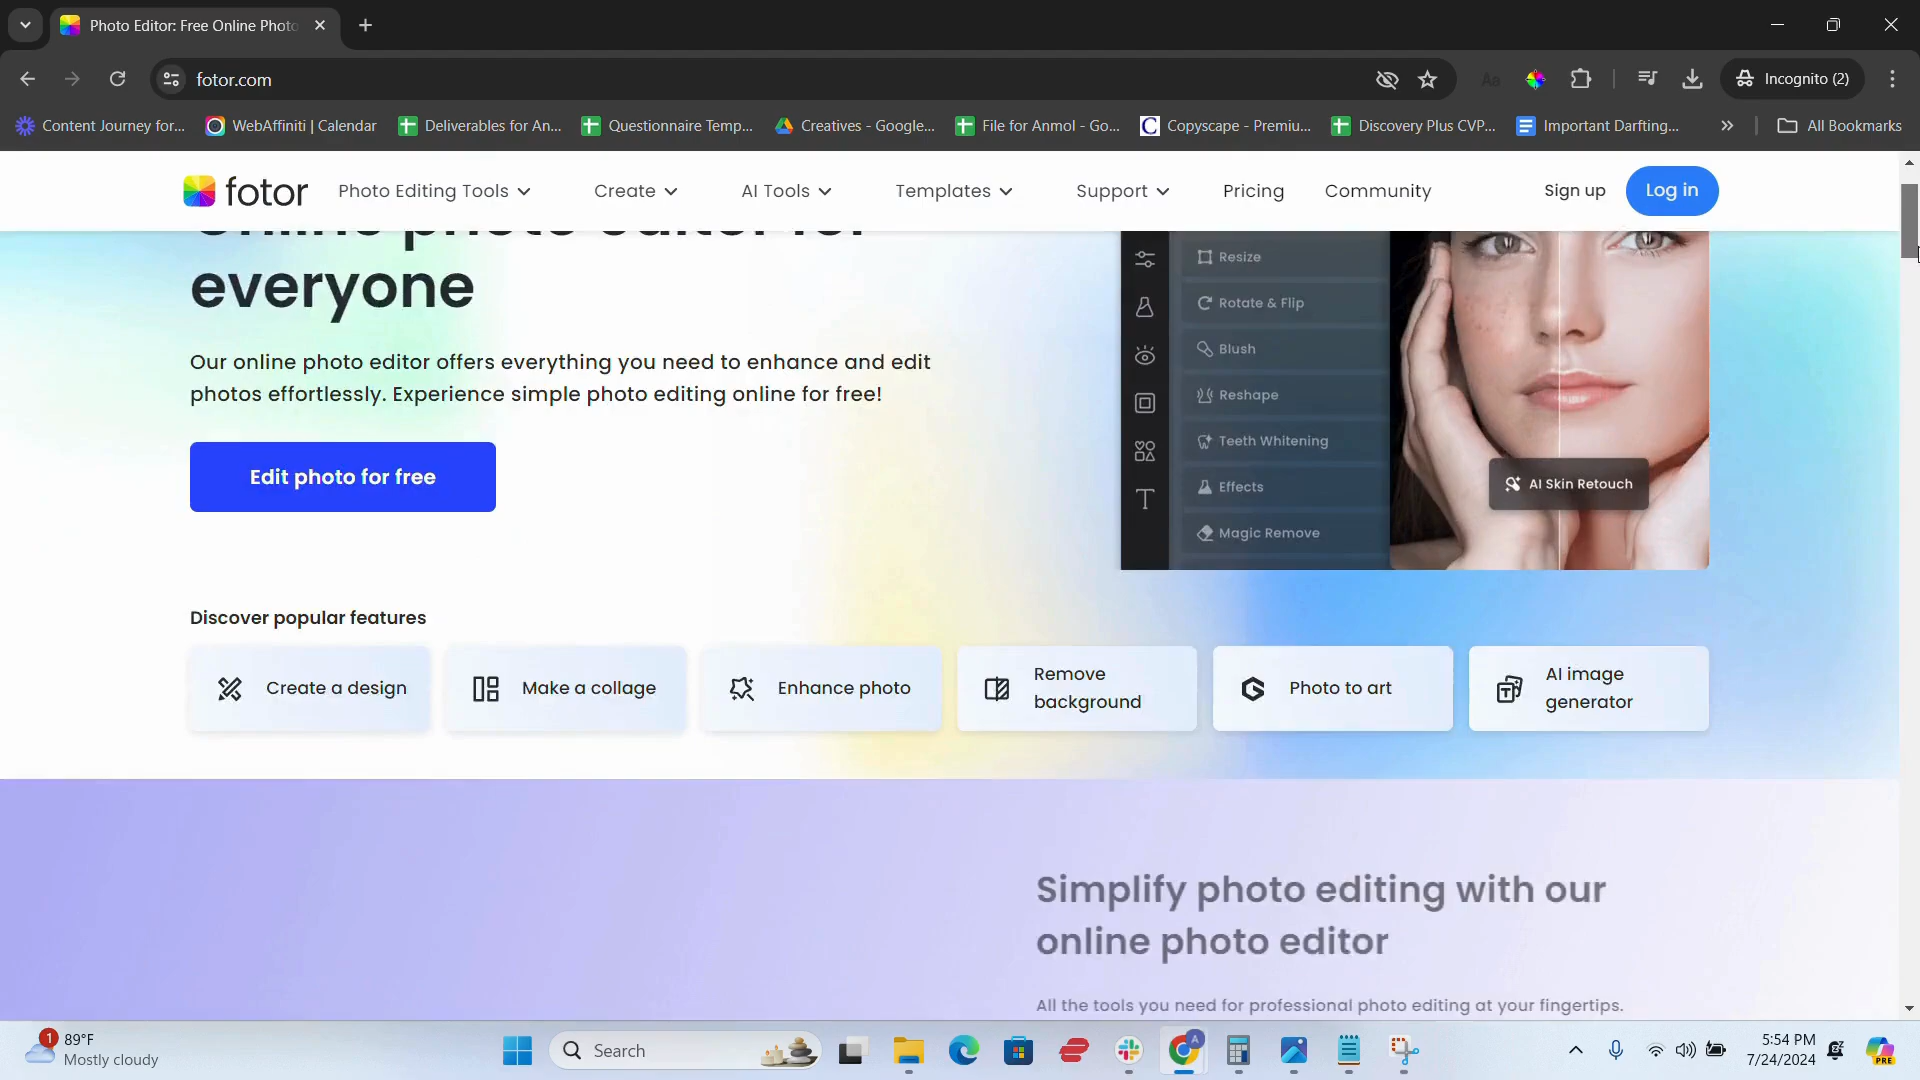 Photo Editor: Free Online Photo
fotor.com
Aa
Incognito (2)
Content Journey for...
WebAffiniti | Calendar
Deliverables for An...
Questionnaire Temp...
Creatives - Google...
File for Anmol - Go...
Copyscape - Premiu...
Discovery Plus CVP...
Important Darfting...
All Bookmarks
fotor
Photo Editing Tools
Create
AI Tools
Templates
Support
Pricing
Community
Sign up
Log in
Online photo editor for
everyone
Our online photo editor offers everything you need to enhance and edit
photos effortlessly. Experience simple photo editing online for free!
Edit photo for free
Resize
Rotate & Flip
Blush
Reshape
Teeth Whitening
Effects
Magic Remove
AI Skin Retouch
Discover popular features
Create a design
Make a collage
Enhance photo
Remove
background
Photo to art
AI image
generator
Simplify photo editing with our
online photo editor
All the tools you need for professional photo editing at your fingertips.
1
89°F
Mostly cloudy
Search
A
5:54 PM
7/24/2024
PRE